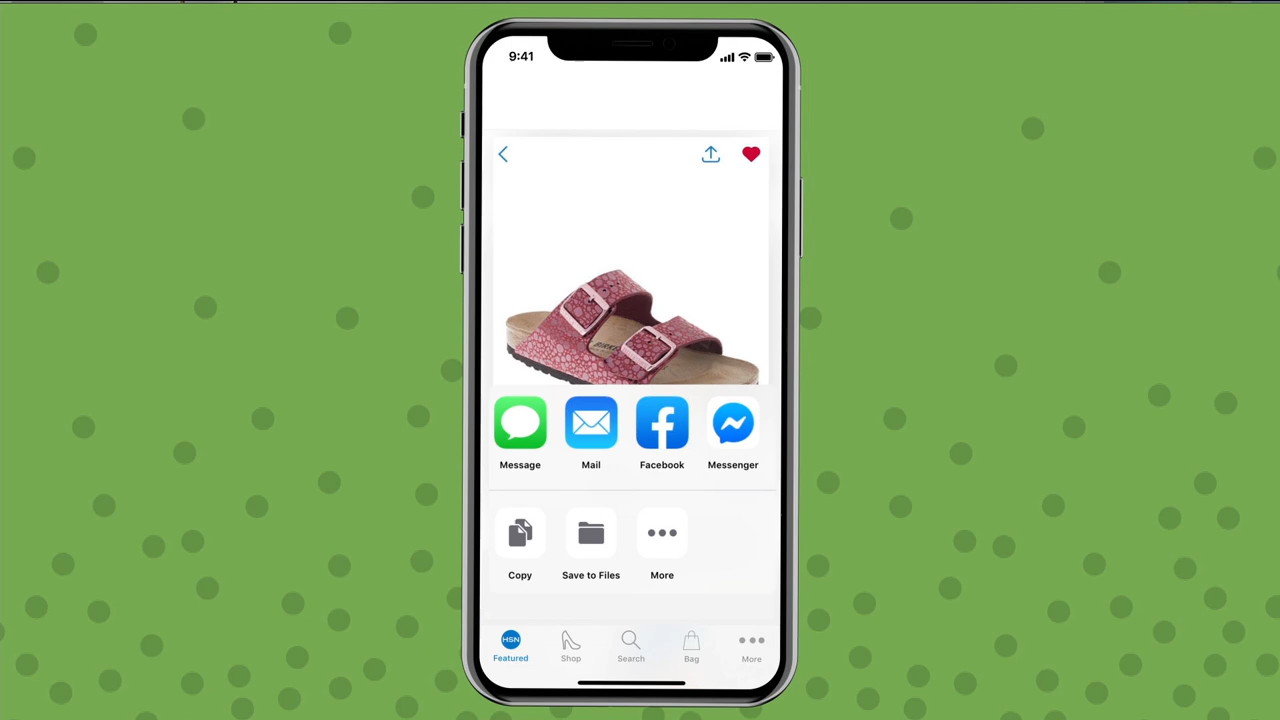 9:41
Message Mail Facebook Messenger
Copy Save to Files More
HSN
Featured Shop Search Bag More